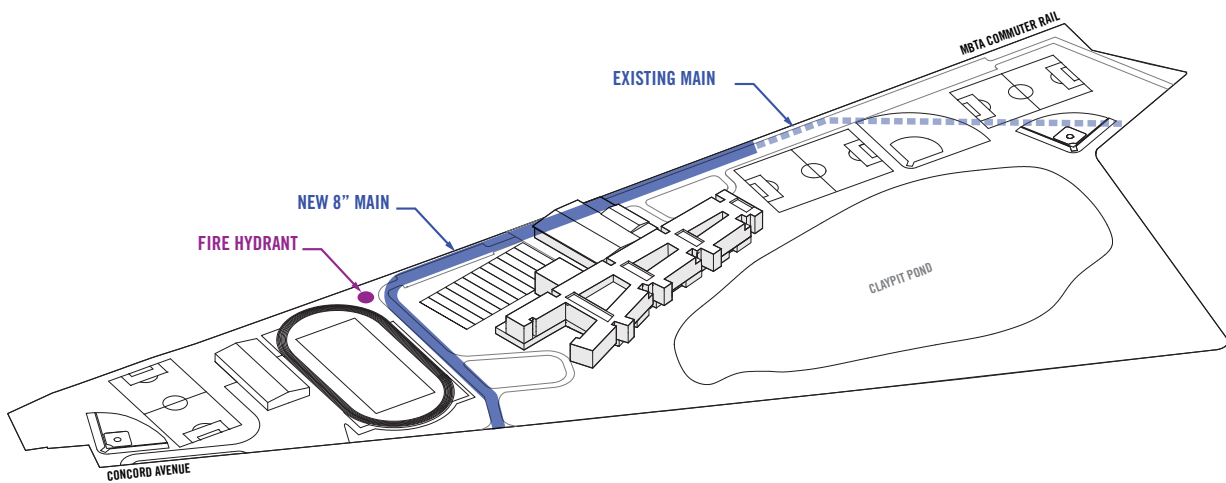 MBTA COMMUTER RAIL
EXISTING MAIN
NEW 8” MAIN
FIRE HYDRANT
CLAYPIT POND
CONCORD AVENUE